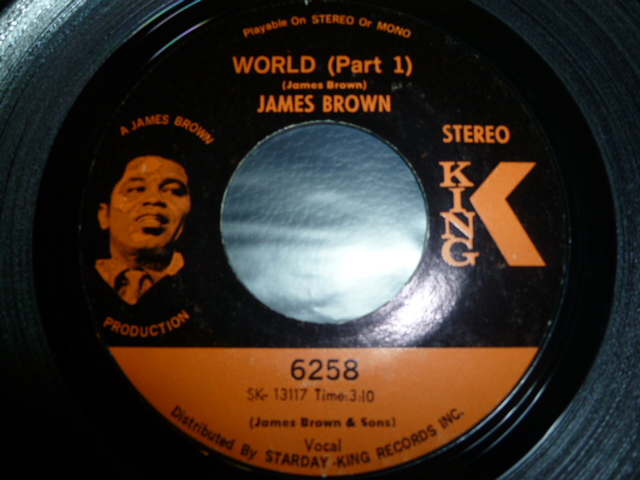 Playable On STEREO Or MONO
WORLD (Part 1)
(James Brown)
JAMES BROWN
A JAMES BROWN
PRODUCTION
STEREO
KING
6258
SK- 13117 Time:3:10
(James Brown & Sons)
Vocal
Distributed By STARDAY-KING RECORDS INC.